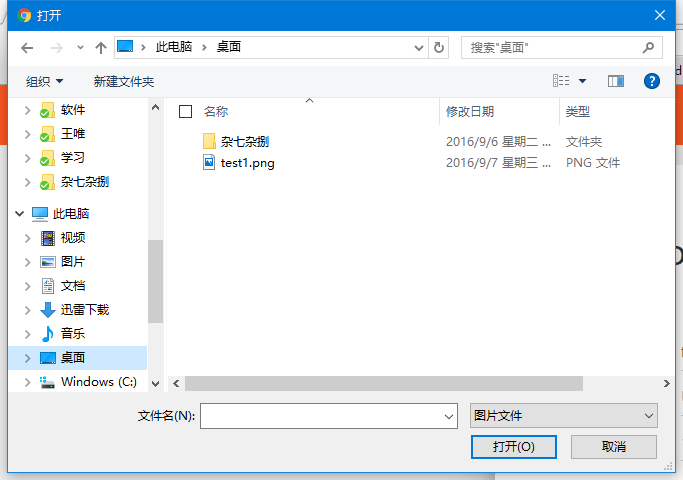 打开
此电脑 桌面
搜索"桌面"
组织 新建文件夹
名称 修改日期 类型
软件
王唯
学习
杂七杂捌
此电脑
视频
图片
文档
迅雷下载
音乐
桌面
Windows (C:)
杂七杂捌 2016/9/6 星期二 ... 文件夹
test1.png 2016/9/7 星期三 ... PNG 文件
文件名(N):
图片文件
打开(O) 取消